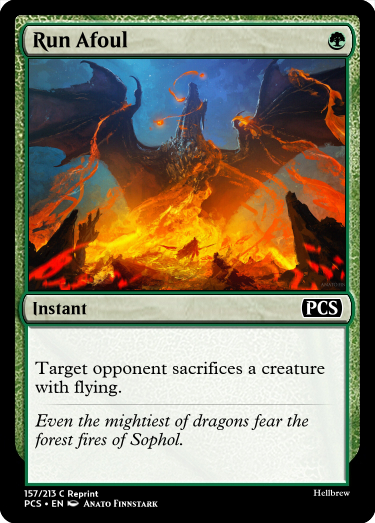 Run Afoul
Instant
PCS
Target opponent sacrifices a creature
with flying.
Even the mightiest of dragons fear the
forest fires of Sophol.
157/213 C Reprint
Hellbrew
PCS • EN Anato Finnstark